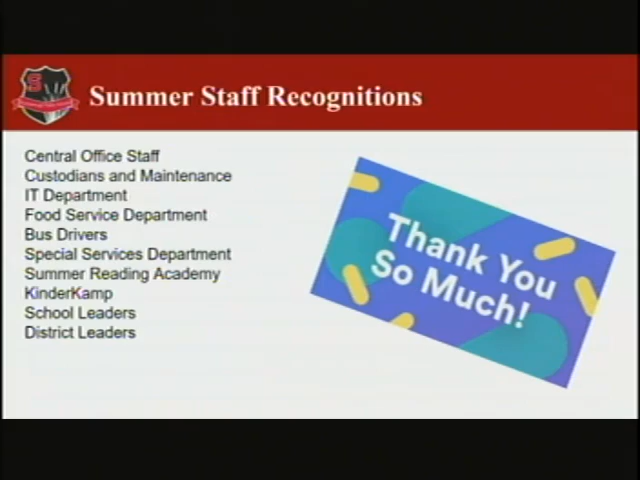 S
Summer Staff Recognitions
Central Office Staff
Custodians and Maintenance
IT Department
Food Service Department
Bus Drivers
Special Services Department
Summer Reading Academy
KinderKamp
School Leaders
District Leaders
Thank You
So Much!